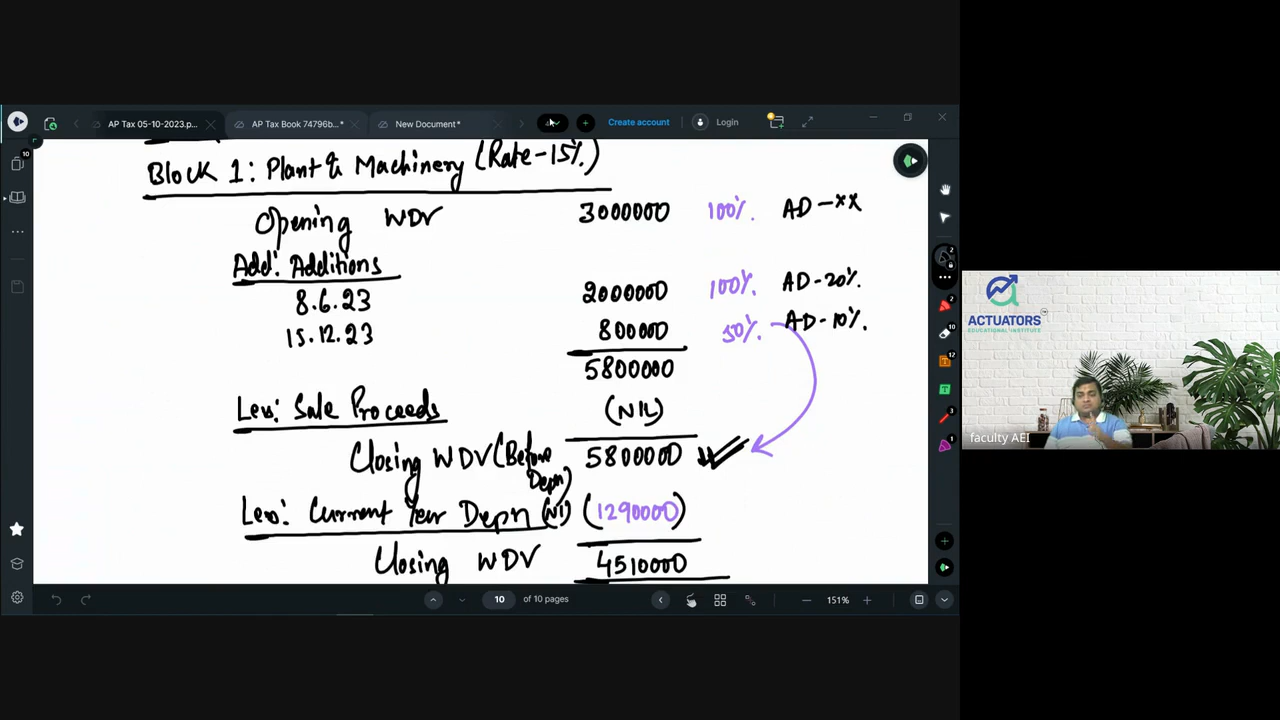 AP Tax 05-10-2023.p...
AP Tax Book 74796b...*
New Document*
Create account
Login
Block 1: Plant & Machinery (Rate-15%)
Opening WDV 3000000 100% AD-xx
Add: Additions
8.6.23 2000000 100% AD-20%
15.12.23 800000 50% AD-10%
5800000
Less: Sale Proceeds (NIL)
Closing WDV (Before Depn) 5800000
Less: Current Year Depn (N1) (1290000)
Closing WDV 4510000
10 of 10 pages
151%
ACTUATORS
EDUCATIONAL INSTITUTE
faculty AEI